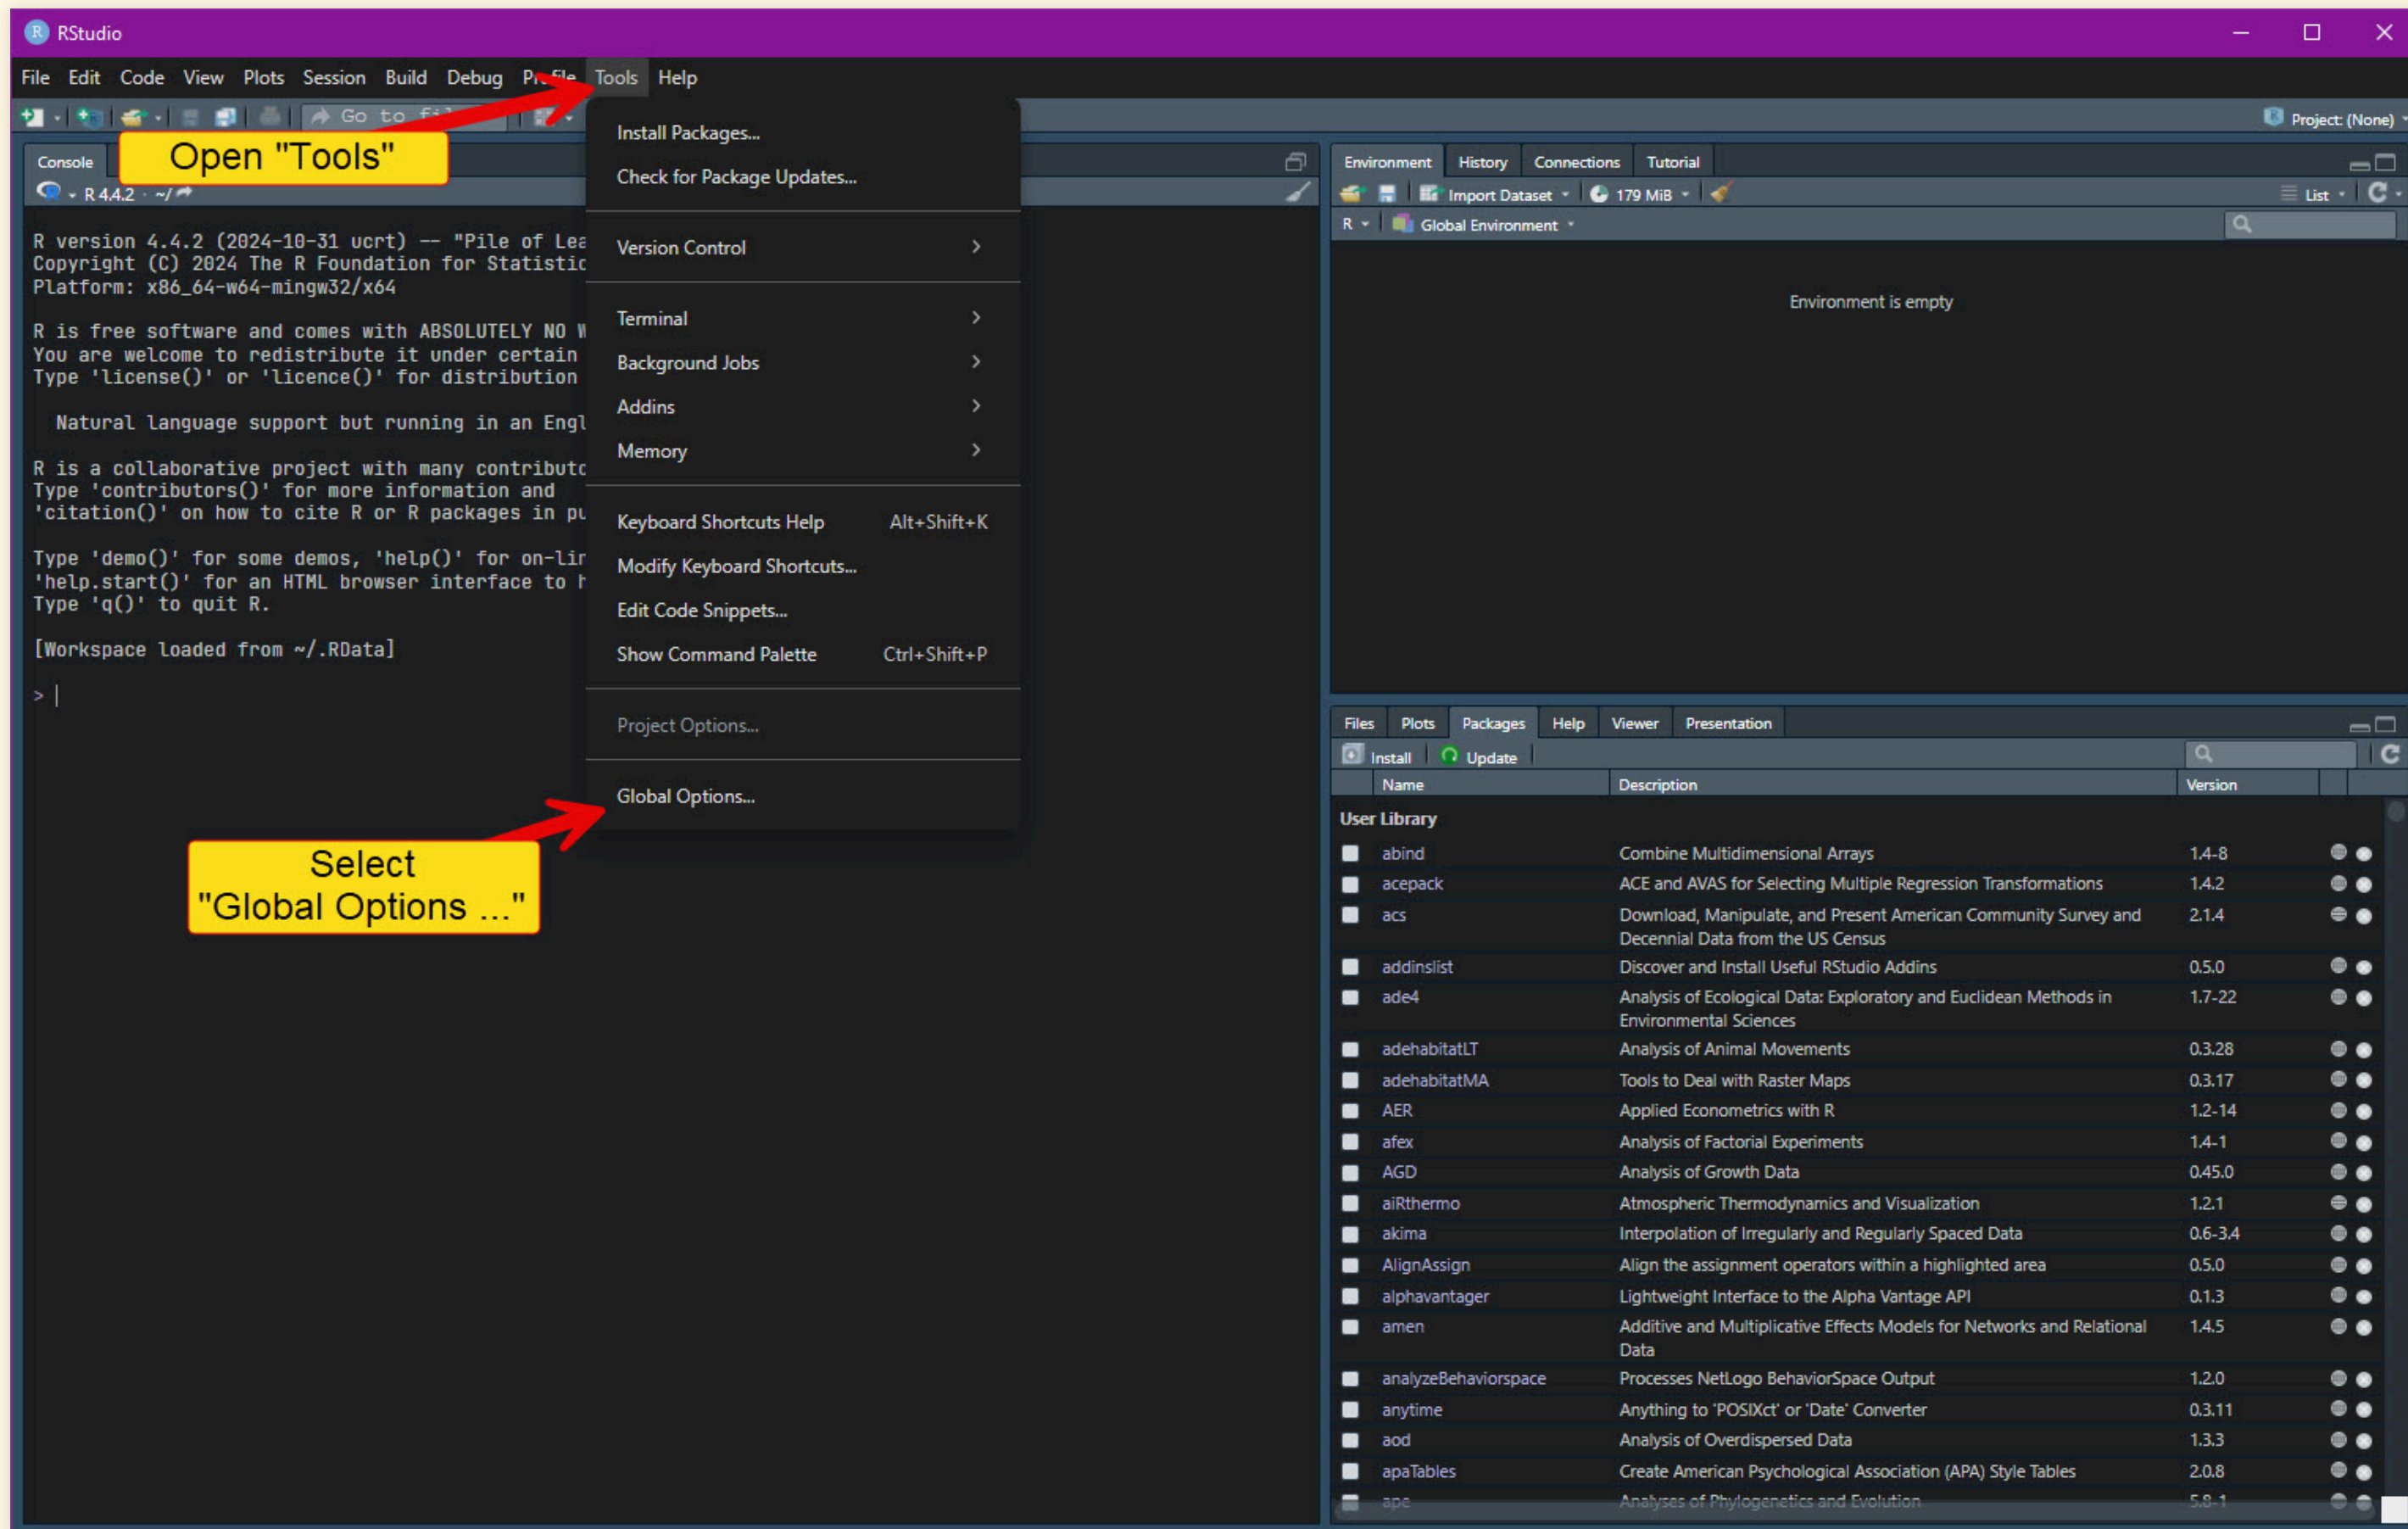 RStudio
File Edit Code View Plots Session Build Debug Profile Tools Help
Go to
Project: (None)
Open "Tools"
Select
"Global Options ..."
Install Packages...
Check for Package Updates...
Version Control
Terminal
Background Jobs
Addins
Memory
Keyboard Shortcuts Help Alt+Shift+K
Modify Keyboard Shortcuts...
Edit Code Snippets...
Show Command Palette Ctrl+Shift+P
Project Options...
Global Options...
Console
R 4.4.2 · ~/
R version 4.4.2 (2024-10-31 ucrt) -- "Pile of Lea
Copyright (C) 2024 The R Foundation for Statistic
Platform: x86_64-w64-mingw32/x64
R is free software and comes with ABSOLUTELY NO W
You are welcome to redistribute it under certain
Type 'license()' or 'licence()' for distribution
Natural language support but running in an Engl
R is a collaborative project with many contributo
Type 'contributors()' for more information and
'citation()' on how to cite R or R packages in pu
Type 'demo()' for some demos, 'help()' for on-lin
'help.start()' for an HTML browser interface to h
Type 'q()' to quit R.
[Workspace loaded from ~/.RData]
>
Environment History Connections Tutorial
Import Dataset 179 MiB List
R Global Environment
Environment is empty
Files Plots Packages Help Viewer Presentation
Install Update
Name Description Version
User Library
abind Combine Multidimensional Arrays 1.4-8
acepack ACE and AVAS for Selecting Multiple Regression Transformations 1.4.2
acs Download, Manipulate, and Present American Community Survey and 2.1.4
Decennial Data from the US Census
addinslist Discover and Install Useful RStudio Addins 0.5.0
ade4 Analysis of Ecological Data: Exploratory and Euclidean Methods in 1.7-22
Environmental Sciences
adehabitatLT Analysis of Animal Movements 0.3.28
adehabitatMA Tools to Deal with Raster Maps 0.3.17
AER Applied Econometrics with R 1.2-14
afex Analysis of Factorial Experiments 1.4-1
AGD Analysis of Growth Data 0.45.0
aiRthermo Atmospheric Thermodynamics and Visualization 1.2.1
akima Interpolation of Irregularly and Regularly Spaced Data 0.6-3.4
AlignAssign Align the assignment operators within a highlighted area 0.5.0
alphavantager Lightweight Interface to the Alpha Vantage API 0.1.3
amen Additive and Multiplicative Effects Models for Networks and Relational 1.4.5
Data
analyzeBehaviorspace Processes NetLogo BehaviorSpace Output 1.2.0
anytime Anything to 'POSIXct' or 'Date' Converter 0.3.11
aod Analysis of Overdispersed Data 1.3.3
apaTables Create American Psychological Association (APA) Style Tables 2.0.8
ape Analyses of Phylogenetics and Evolution 5.8-1